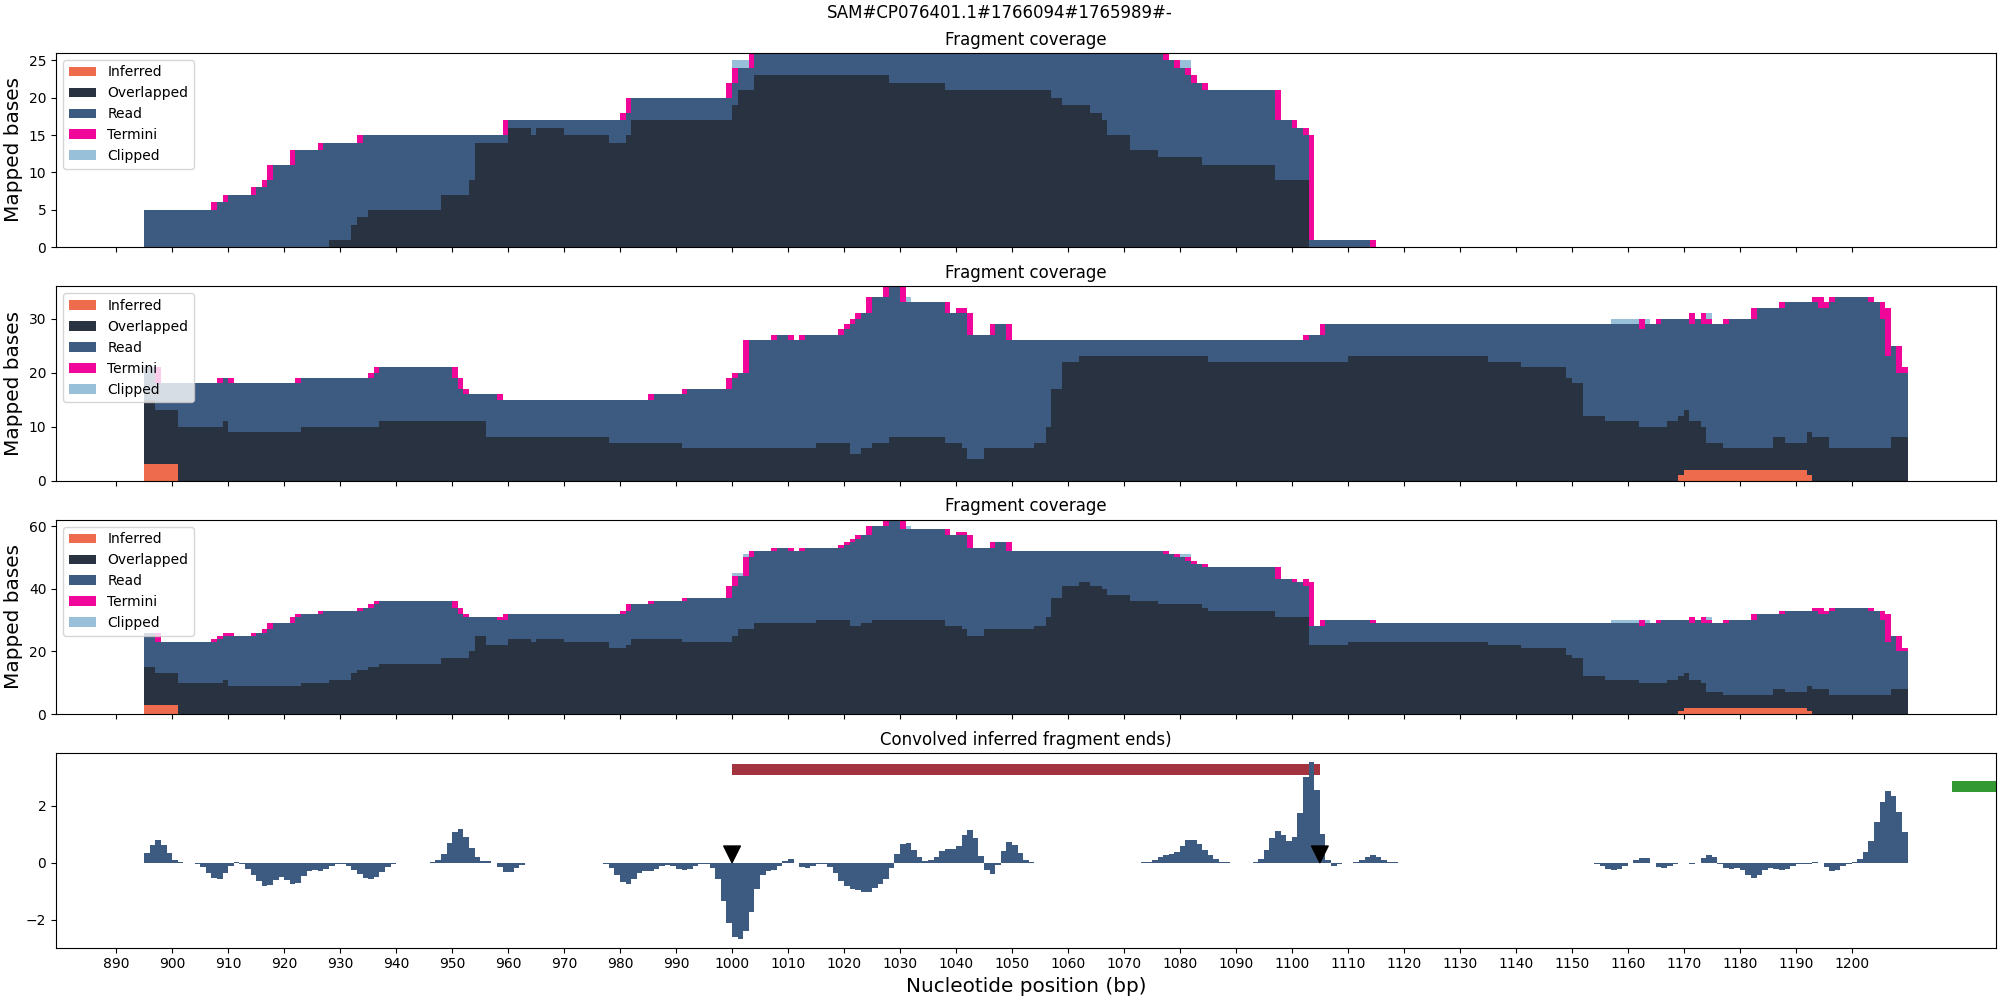 SAM#CP076401.1#1766094#1765989#-
Fragment coverage
Mapped bases
25
20
15
10
5
0
Inferred
Overlapped
Read
Termini
Clipped
Fragment coverage
Mapped bases
30
20
10
0
Inferred
Overlapped
Read
Termini
Clipped
Fragment coverage
Mapped bases
60
40
20
0
Inferred
Overlapped
Read
Termini
Clipped
Convolved inferred fragment ends)
2
0
−2
890 900 910 920 930 940 950 960 970 980 990 1000 1010 1020 1030 1040 1050 1060 1070 1080 1090 1100 1110 1120 1130 1140 1150 1160 1170 1180 1190 1200
Nucleotide position (bp)